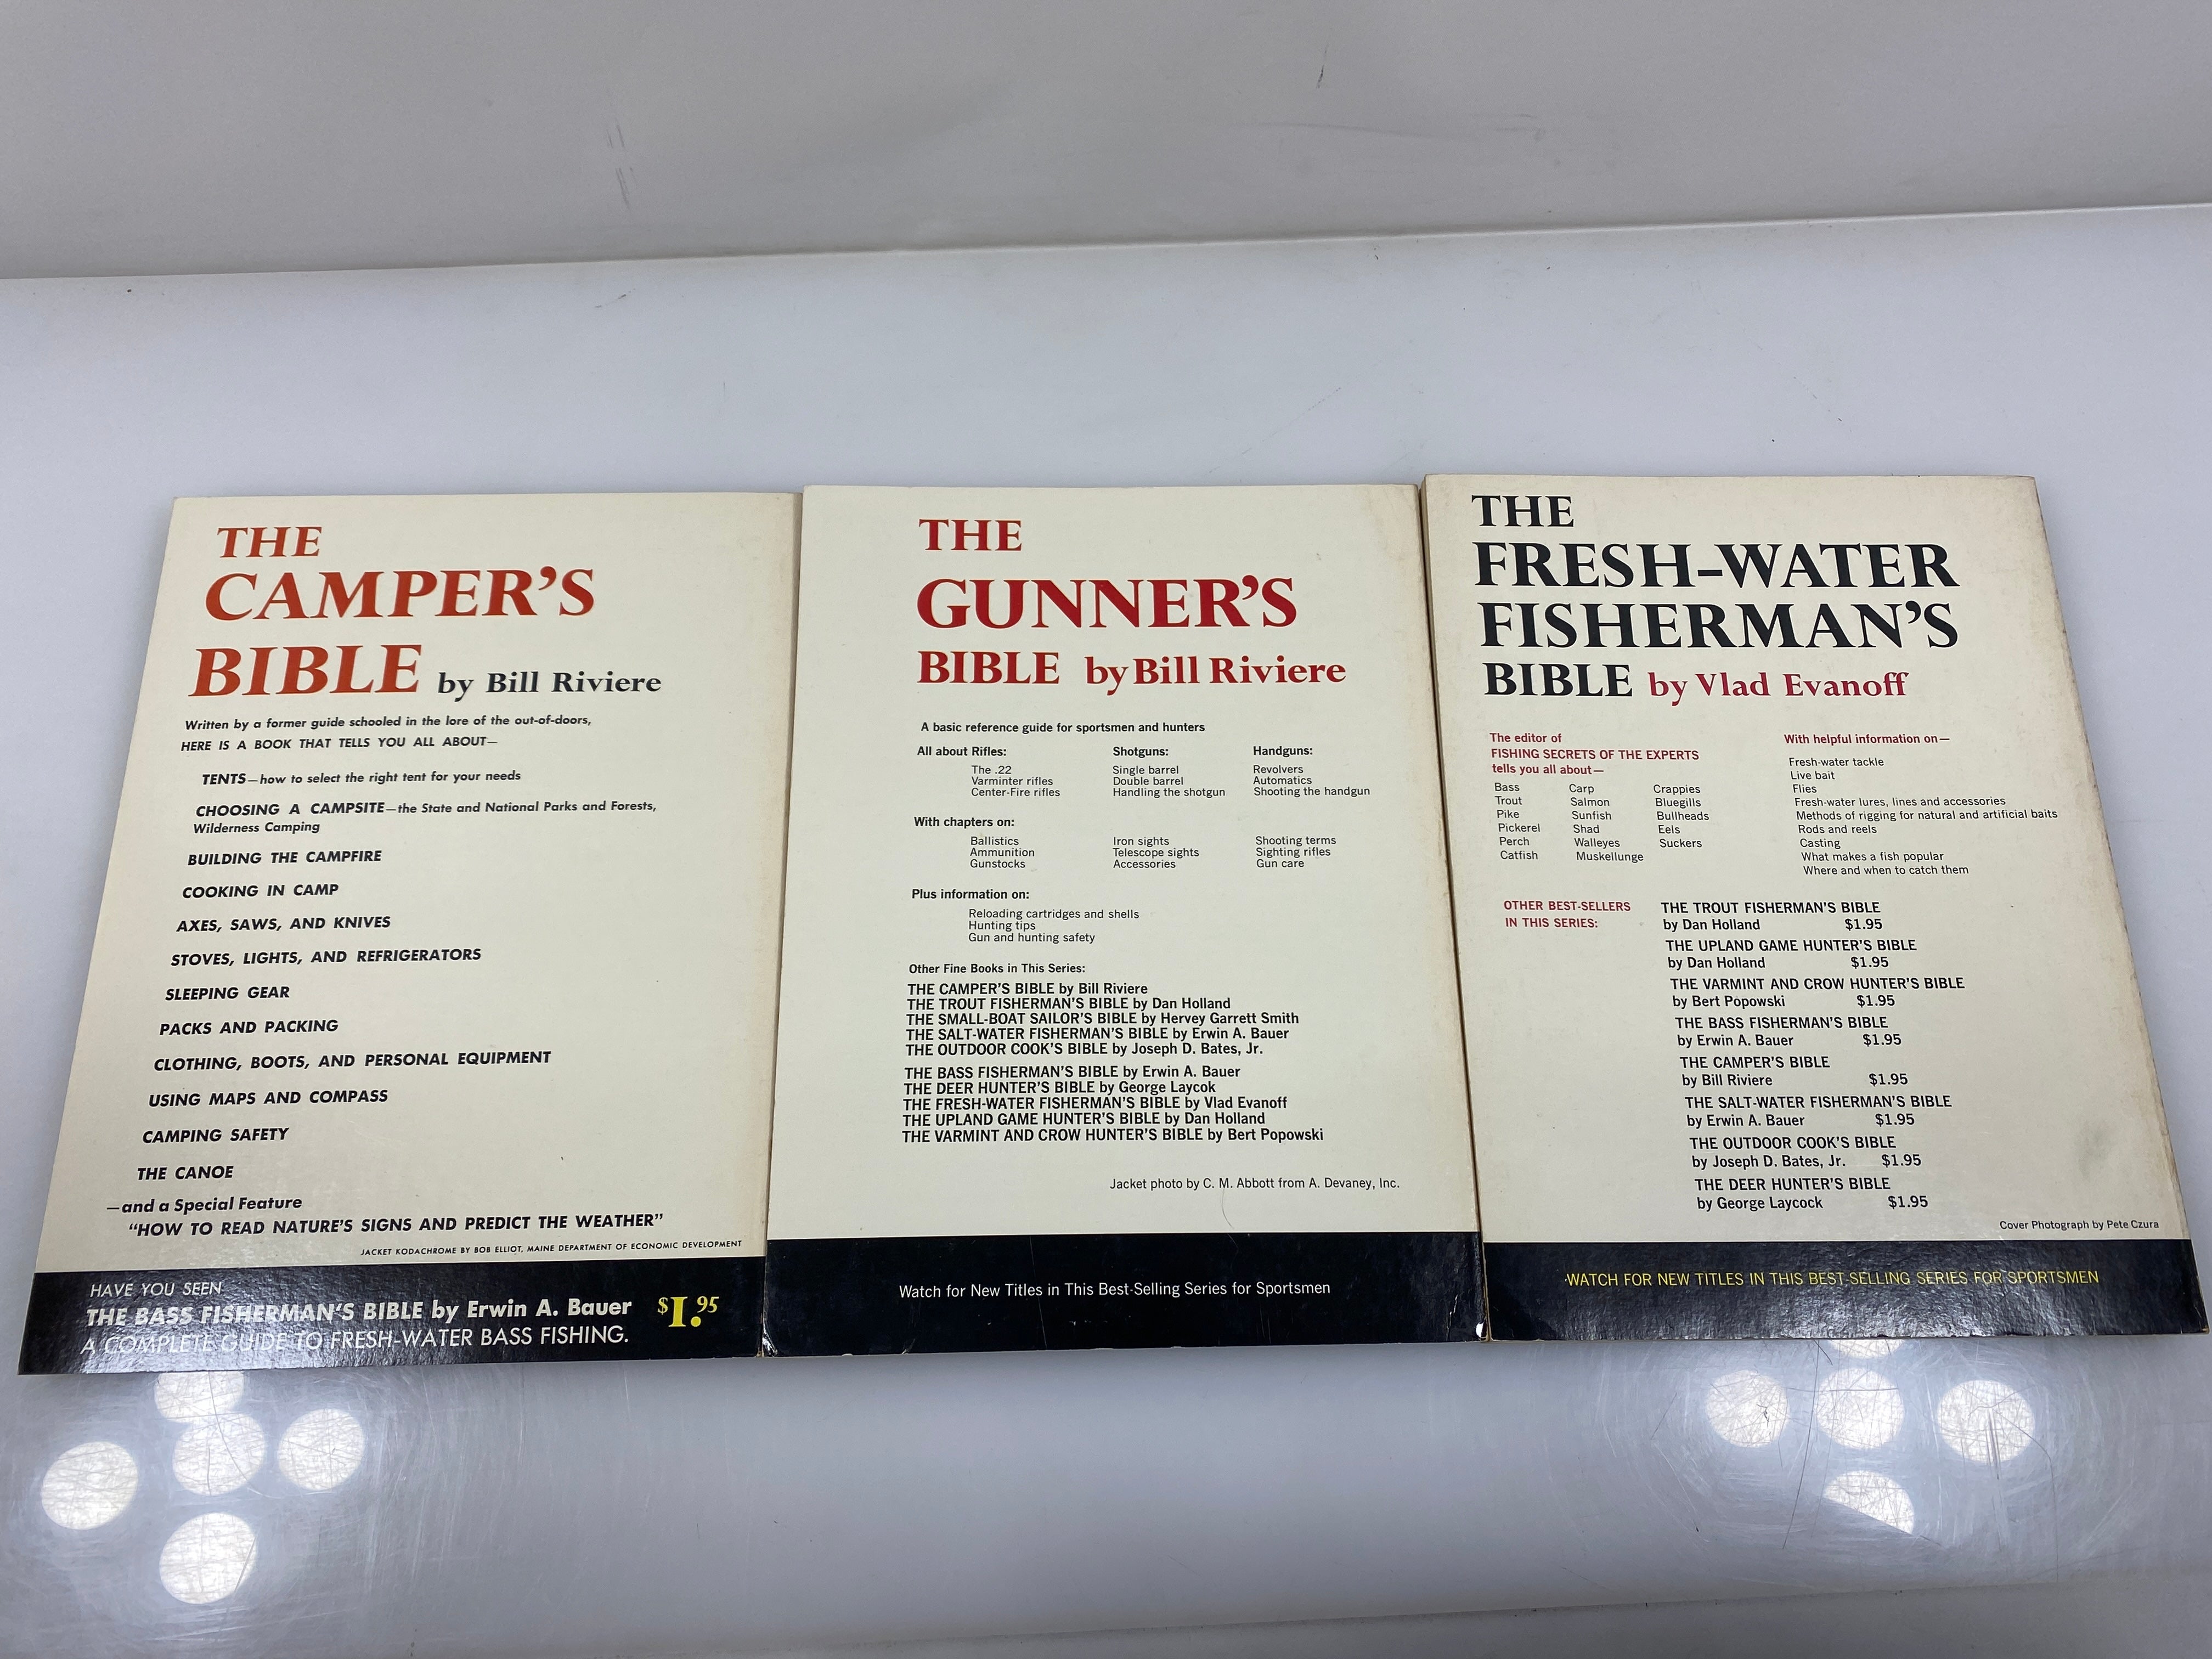 THE
CAMPER'S
BIBLE by Bill Riviere
Written by a former guide schooled in the lore of the out-of-doors,
HERE IS A BOOK THAT TELLS YOU ALL ABOUT—
TENTS—how to select the right tent for your needs
CHOOSING A CAMPSITE—the State and National Parks and Forests,
Wilderness Camping
BUILDING THE CAMPFIRE
COOKING IN CAMP
AXES, SAWS, AND KNIVES
STOVES, LIGHTS, AND REFRIGERATORS
SLEEPING GEAR
PACKS AND PACKING
CLOTHING, BOOTS, AND PERSONAL EQUIPMENT
USING MAPS AND COMPASS
CAMPING SAFETY
THE CANOE
—and a Special Feature
"HOW TO READ NATURE'S SIGNS AND PREDICT THE WEATHER"
JACKET KODACHROME BY BOB ELLIOT, MAINE DEPARTMENT OF ECONOMIC DEVELOPMENT
HAVE YOU SEEN
THE BASS FISHERMAN'S BIBLE by Erwin A. Bauer $1.95
A COMPLETE GUIDE TO FRESH-WATER BASS FISHING.
THE
GUNNER'S
BIBLE by Bill Riviere
A basic reference guide for sportsmen and hunters
All about Rifles: Shotguns: Handguns:
The .22 Single barrel Revolvers
Varminter rifles Double barrel Automatics
Center-Fire rifles Handling the shotgun Shooting the handgun
With chapters on:
Ballistics Iron sights Shooting terms
Ammunition Telescope sights Sighting rifles
Gunstocks Accessories Gun care
Plus information on:
Reloading cartridges and shells
Hunting tips
Gun and hunting safety
Other Fine Books in This Series:
THE CAMPER'S BIBLE by Bill Riviere
THE TROUT FISHERMAN'S BIBLE by Dan Holland
THE SMALL-BOAT SAILOR'S BIBLE by Hervey Garrett Smith
THE SALT-WATER FISHERMAN'S BIBLE by Erwin A. Bauer
THE OUTDOOR COOK'S BIBLE by Joseph D. Bates, Jr.
THE BASS FISHERMAN'S BIBLE by Erwin A. Bauer
THE DEER HUNTER'S BIBLE by George Laycok
THE FRESH-WATER FISHERMAN'S BIBLE by Vlad Evanoff
THE UPLAND GAME HUNTER'S BIBLE by Dan Holland
THE VARMINT AND CROW HUNTER'S BIBLE by Bert Popowski
Jacket photo by C. M. Abbott from A. Devaney, Inc.
Watch for New Titles in This Best-Selling Series for Sportsmen
THE
FRESH-WATER
FISHERMAN'S
BIBLE by Vlad Evanoff
The editor of
FISHING SECRETS OF THE EXPERTS
tells you all about—
Bass Carp Crappies
Trout Salmon Bluegills
Pike Sunfish Bullheads
Pickerel Shad Eels
Perch Walleyes Suckers
Catfish Muskellunge
With helpful information on—
Fresh-water tackle
Live bait
Flies
Fresh-water lures, lines and accessories
Methods of rigging for natural and artificial baits
Rods and reels
Casting
What makes a fish popular
Where and when to catch them
OTHER BEST-SELLERS
IN THIS SERIES:
THE TROUT FISHERMAN'S BIBLE
by Dan Holland $1.95
THE UPLAND GAME HUNTER'S BIBLE
by Dan Holland $1.95
THE VARMINT AND CROW HUNTER'S BIBLE
by Bert Popowski $1.95
THE BASS FISHERMAN'S BIBLE
by Erwin A. Bauer $1.95
THE CAMPER'S BIBLE
by Bill Riviere $1.95
THE SALT-WATER FISHERMAN'S BIBLE
by Erwin A. Bauer $1.95
THE OUTDOOR COOK'S BIBLE
by Joseph D. Bates, Jr. $1.95
THE DEER HUNTER'S BIBLE
by George Laycock $1.95
Cover Photograph by Pete Czura
WATCH FOR NEW TITLES IN THIS BEST-SELLING SERIES FOR SPORTSMEN